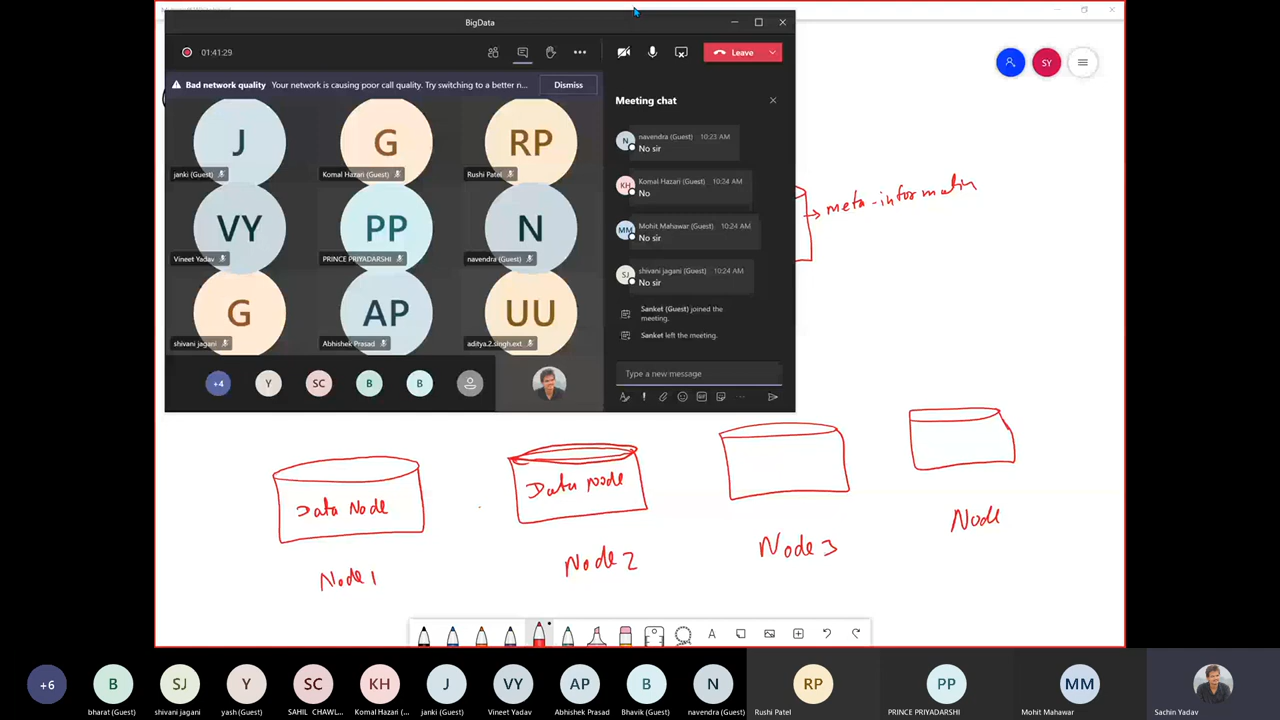 BigData
01:41:29
Leave
Bad network quality Your network is causing poor call quality. Try switching to a better n...
Dismiss
SY
Meeting chat
J
janki (Guest)
G
Komal Hazari (Guest)
RP
Rushi Patel
VY
Vineet Yadav
PP
PRINCE PRIYADARSHI
N
navendra (Guest)
G
shivani jagani
AP
Abhishek Prasad
UU
aditya.2.singh.ext
+4
Y
SC
B
B
N
navendra (Guest) 10:23 AM
No sir
KH
Komal Hazari (Guest) 10:24 AM
No
MM
Mohit Mahawar (Guest) 10:24 AM
No sir
SJ
shivani jagani (Guest) 10:24 AM
No sir
Sanket (Guest) joined the
meeting.
Sanket left the meeting.
Type a new message
GIF
meta-information
Data Node
Data Node
Node 1
Node 2
Node 3
Node
A
+6
B
bharat (Guest)
SJ
shivani jagani
Y
yash (Guest)
SC
SAHIL CHAWL...
KH
Komal Hazari (...
J
janki (Guest)
VY
Vineet Yadav
AP
Abhishek Prasad
B
Bhavik (Guest)
N
navendra (Guest)
RP
Rushi Patel
PP
PRINCE PRIYADARSHI
MM
Mohit Mahawar
Sachin Yadav